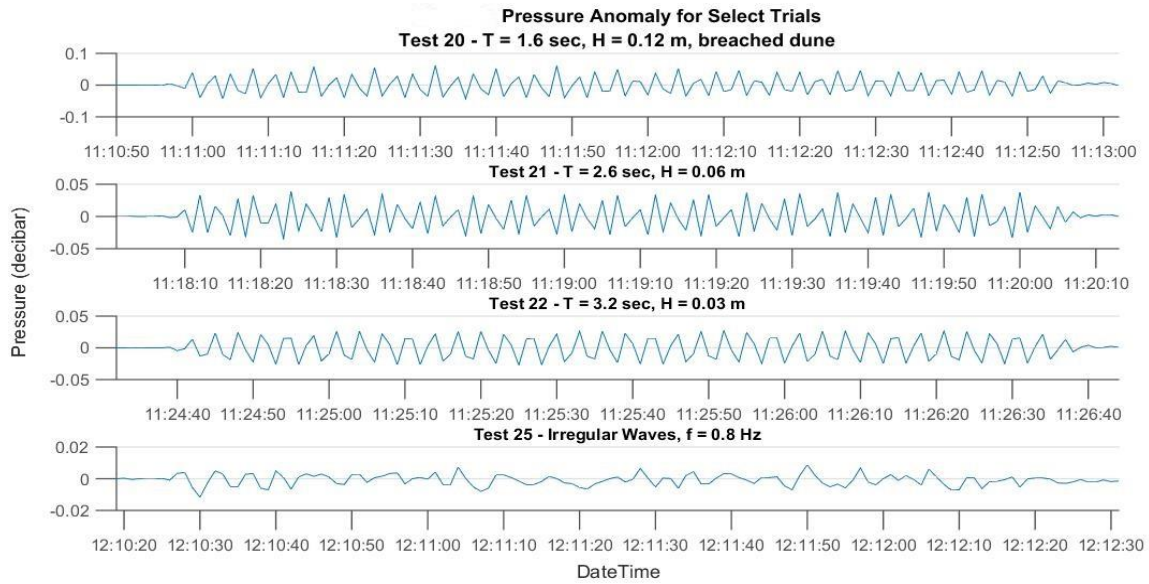 Pressure Anomaly for Select Trials
Test 20 - T = 1.6 sec, H = 0.12 m, breached dune
0.1
0
-0.1
11:10:50 11:11:00 11:11:10 11:11:20 11:11:30 11:11:40 11:11:50 11:12:00 11:12:10 11:12:20 11:12:30 11:12:40 11:12:50 11:13:00
Test 21 - T = 2.6 sec, H = 0.06 m
0.05
0
-0.05
11:18:10 11:18:20 11:18:30 11:18:40 11:18:50 11:19:00 11:19:10 11:19:20 11:19:30 11:19:40 11:19:50 11:20:00 11:20:10
Pressure (decibar)
Test 22 - T = 3.2 sec, H = 0.03 m
0.05
0
-0.05
11:24:40 11:24:50 11:25:00 11:25:10 11:25:20 11:25:30 11:25:40 11:25:50 11:26:00 11:26:10 11:26:20 11:26:30 11:26:40
Test 25 - Irregular Waves, f = 0.8 Hz
0.02
0
-0.02
12:10:20 12:10:30 12:10:40 12:10:50 12:11:00 12:11:10 12:11:20 12:11:30 12:11:40 12:11:50 12:12:00 12:12:10 12:12:20 12:12:30
DateTime